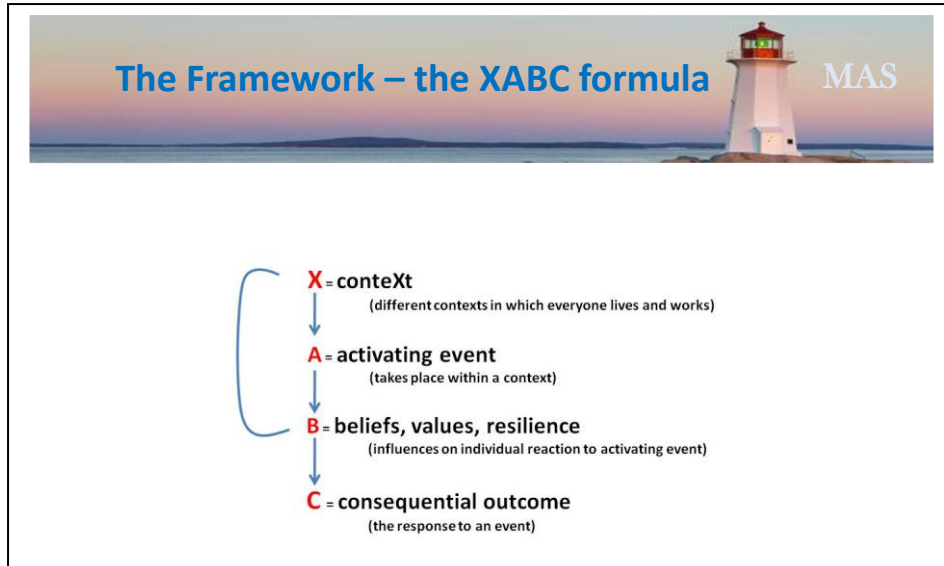 The Framework – the XABC formula
MAS
X = conteXt
(different contexts in which everyone lives and works)
A = activating event
(takes place within a context)
B = beliefs, values, resilience
(influences on individual reaction to activating event)
C = consequential outcome
(the response to an event)